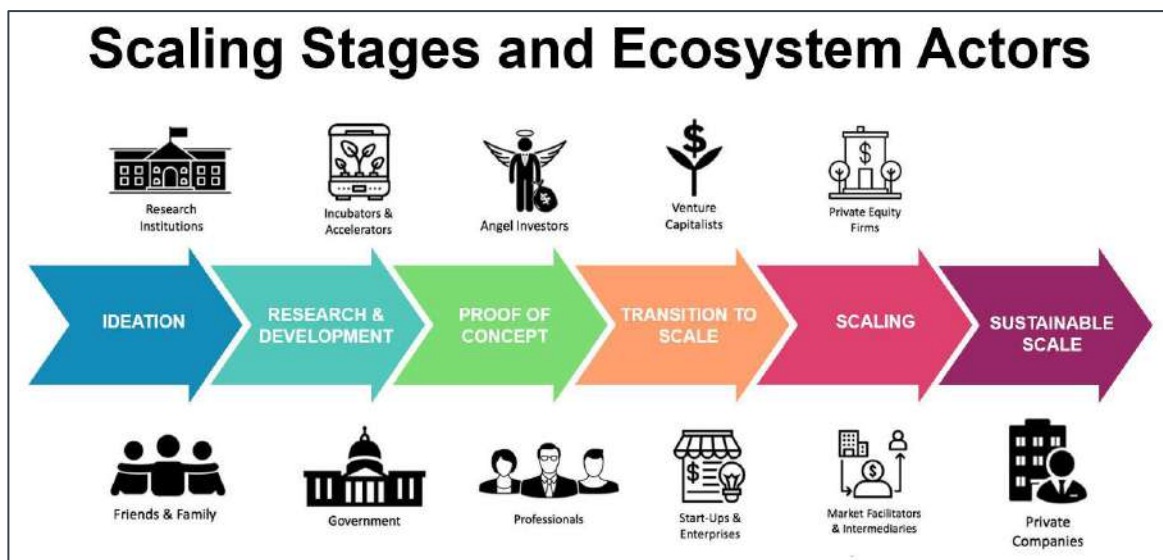 Scaling Stages and Ecosystem Actors
Research
Institutions
Incubators &
Accelerators
Angel Investors
Venture
Capitalists
Private Equity
Firms
IDEATION
RESEARCH &
DEVELOPMENT
PROOF OF
CONCEPT
TRANSITION TO
SCALE
SCALING
SUSTAINABLE
SCALE
Friends & Family
Government
Professionals
Start-Ups &
Enterprises
Market Facilitators
& Intermediaries
Private
Companies